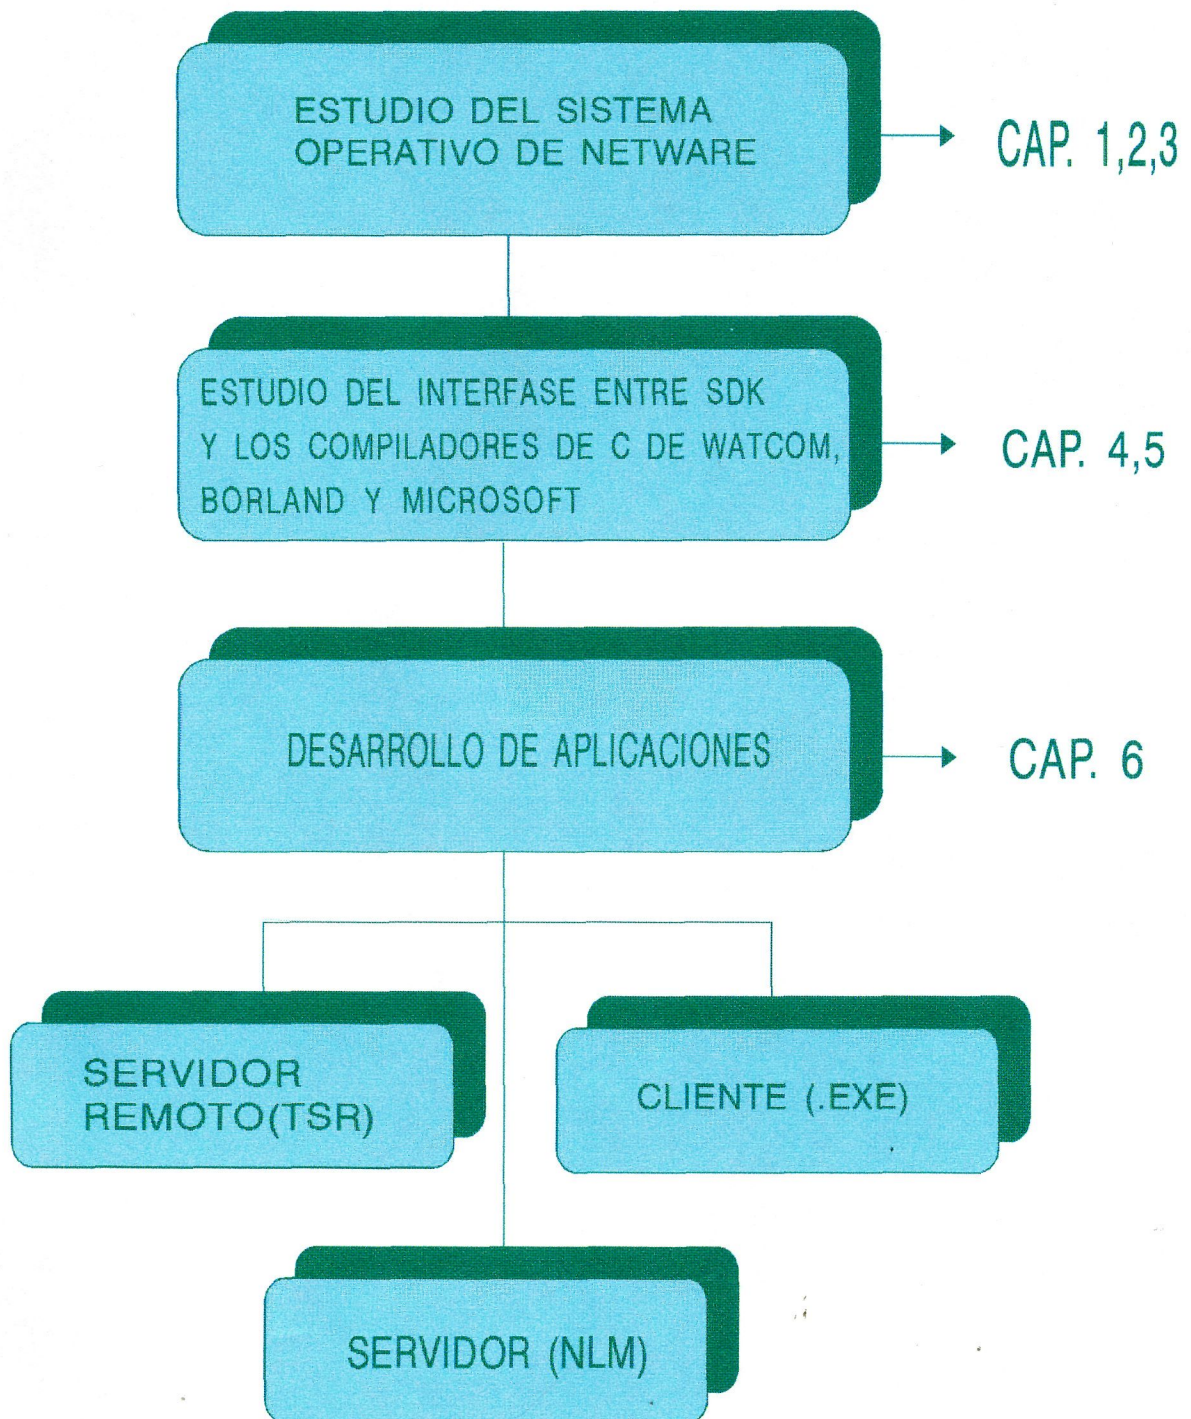 ESTUDIO DEL SISTEMA
OPERATIVO DE NETWARE
CAP. 1,2,3
ESTUDIO DEL INTERFASE ENTRE SDK
Y LOS COMPILADORES DE C DE WATCOM,
BORLAND Y MICROSOFT
CAP. 4,5
DESARROLLO DE APLICACIONES
CAP. 6
SERVIDOR
REMOTO(TSR)
CLIENTE (.EXE)
SERVIDOR (NLM)